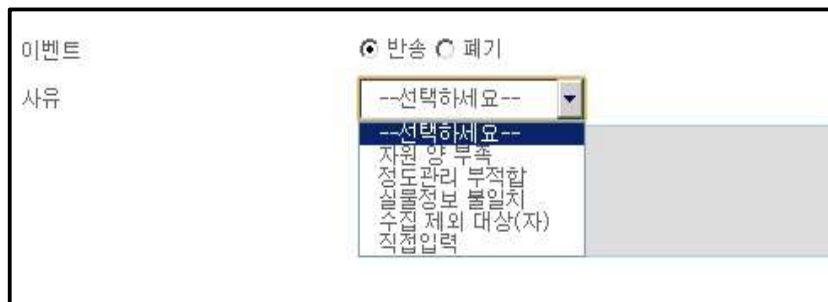 이벤트
반송 폐기
사유
--선택하세요--
--선택하세요--
자원 양 부족
정도관리 부적합
실물정보 불일치
수집 제외 대상(자)
직접입력